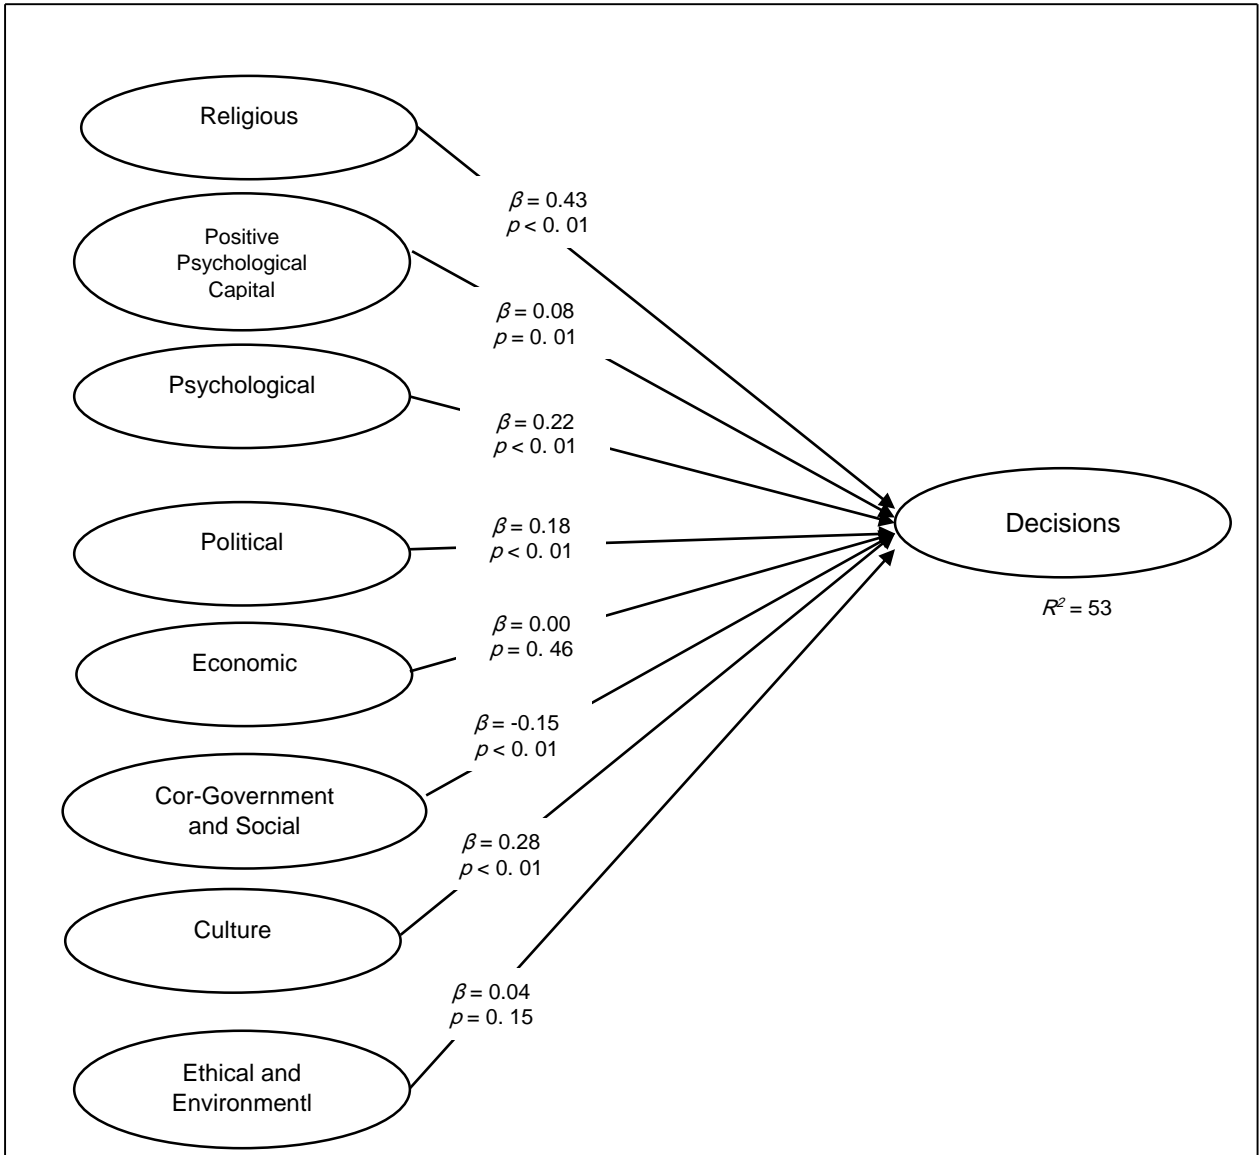 Religious
β = 0.43
p < 0. 01
Positive
Psychological
Capital
β = 0.08
p = 0. 01
Psychological
β = 0.22
p < 0. 01
Political
β = 0.18
p < 0. 01
Decisions
R² = 53
Economic
β = 0.00
p = 0. 46
Cor-Government
and Social
β = -0.15
p < 0. 01
Culture
β = 0.28
p < 0. 01
Ethical and
Environmentl
β = 0.04
p = 0. 15